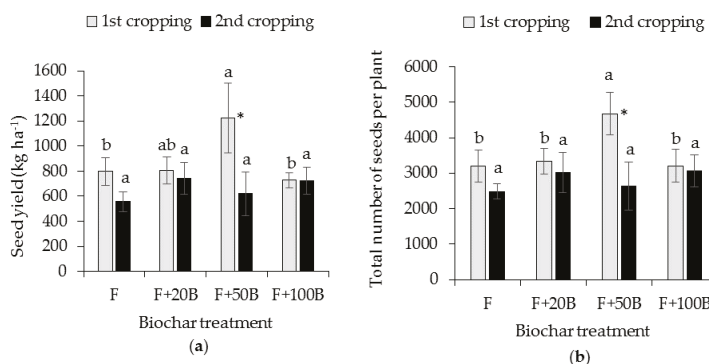 1st cropping 2nd cropping
Seed yield (kg ha⁻¹)
1600
1400
1200
1000
800
600
400
200
0
b a ab a a * a b a
F F+20B F+50B F+100B
Biochar treatment
(a)
1st cropping 2nd cropping
Total number of seeds per plant
6000
5000
4000
3000
2000
1000
0
b a b a a * a b a
F F+20B F+50B F+100B
Biochar treatment
(b)